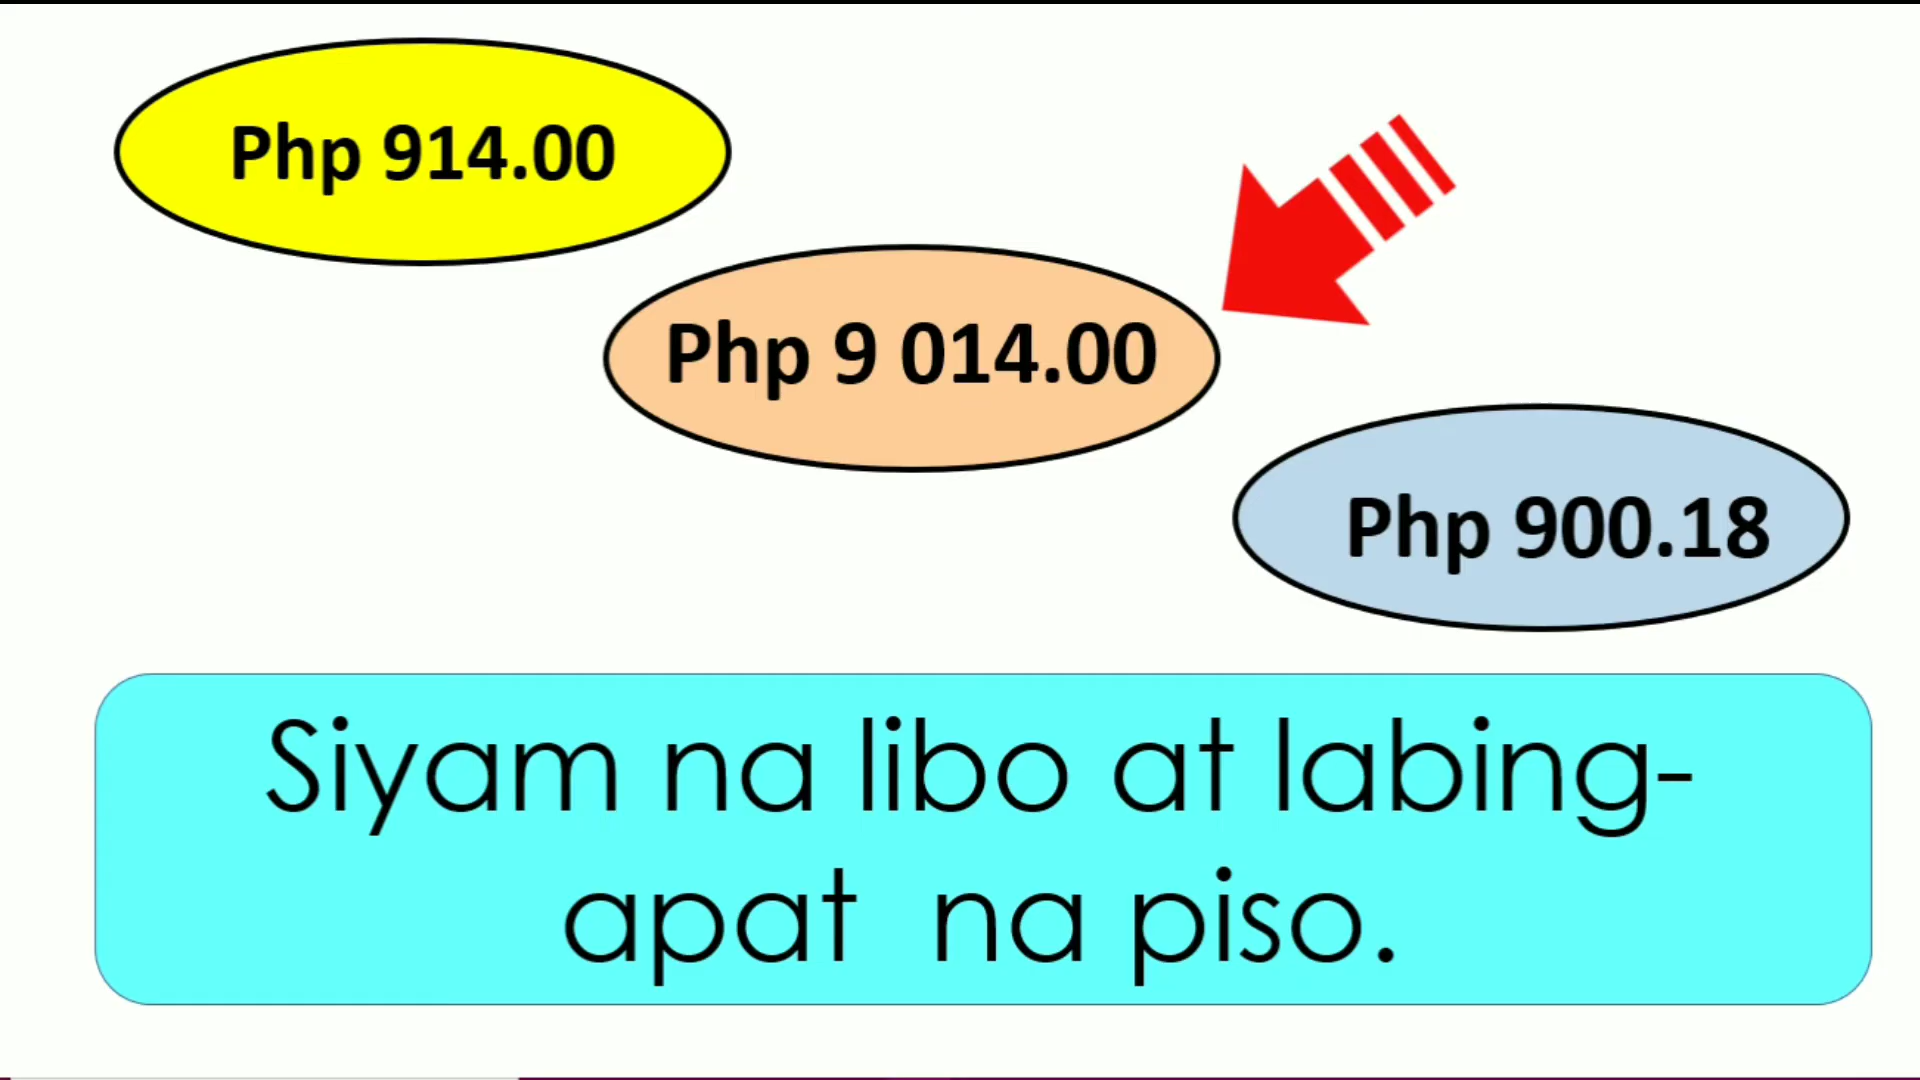 Php 914.00
Php 9 014.00
Php 900.18
Siyam na libo at labing-
apat  na piso.